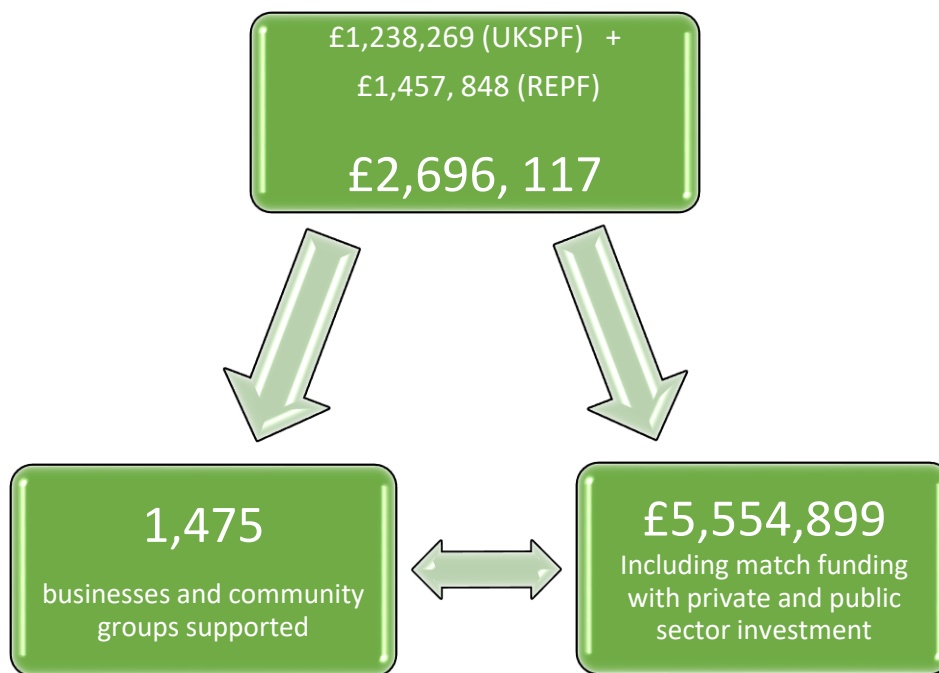 £1,238,269 (UKSPF) +
£1,457, 848 (REPF)
£2,696, 117
1,475
businesses and community
groups supported
£5,554,899
Including match funding
with private and public
sector investment